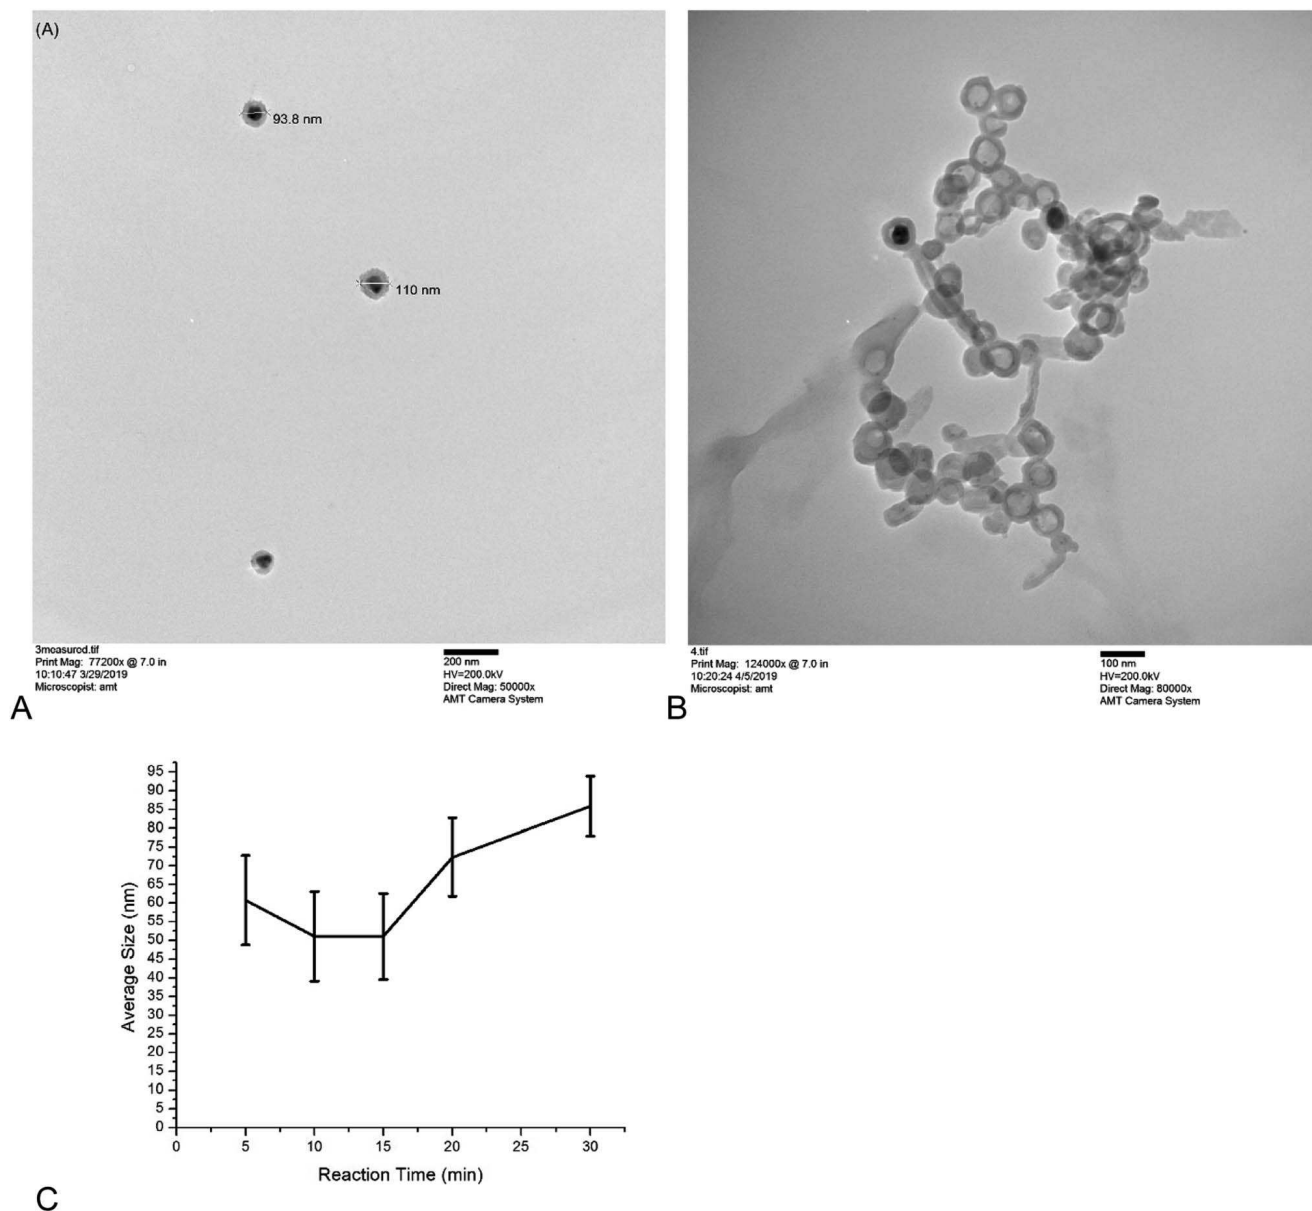 (A)
93.8 nm
110 nm
3moasurod.tif
Print Mag: 77200x @ 7.0 in
10:10:47 3/29/2019
Microscopist: amt
200 nm
HV=200.0kV
Direct Mag: 50000x
AMT Camera System
A
4.tif
Print Mag: 124000x @ 7.0 in
10:20:24 4/5/2019
Microscopist: amt
100 nm
HV=200.0kV
Direct Mag: 80000x
AMT Camera System
B
95
90
85
80
75
70
65
60
55
50
45
40
35
30
25
20
15
10
5
0
Average Size (nm)
0 5 10 15 20 25 30
Reaction Time (min)
C